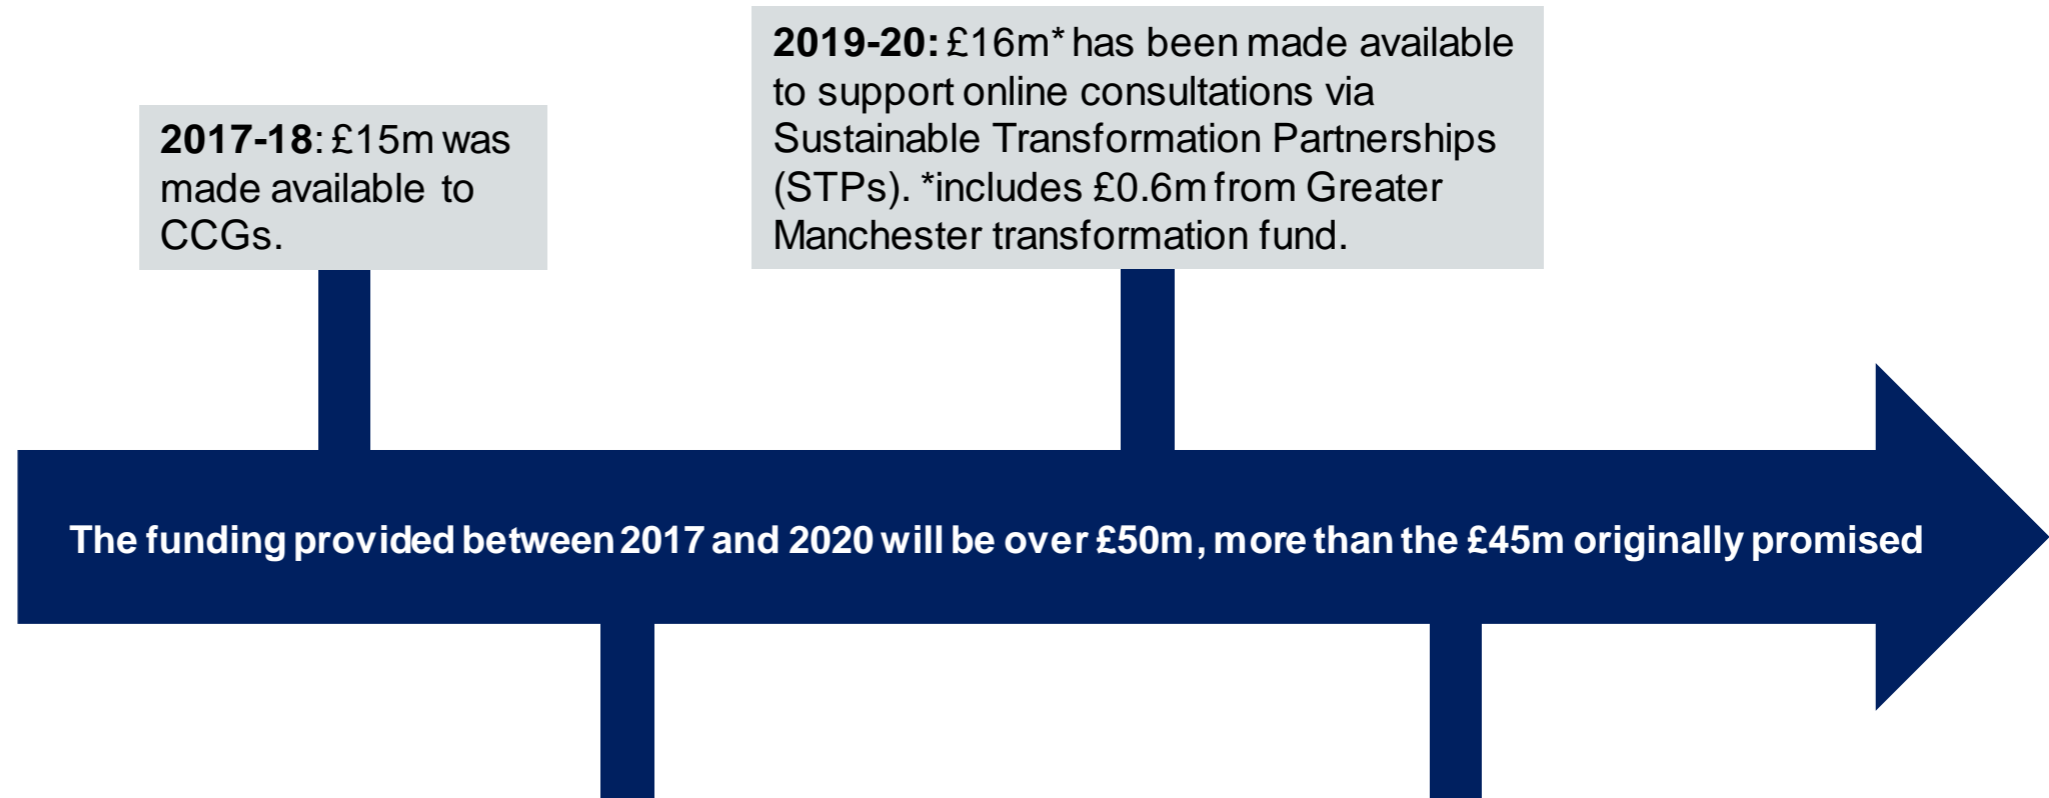 2017-18: £15m was
made available to
CCGs.
2019-20: £16m* has been made available
to support online consultations via
Sustainable Transformation Partnerships
(STPs). *includes £0.6m from Greater
Manchester transformation fund.
The funding provided between 2017 and 2020 will be over £50m, more than the £45m originally promised